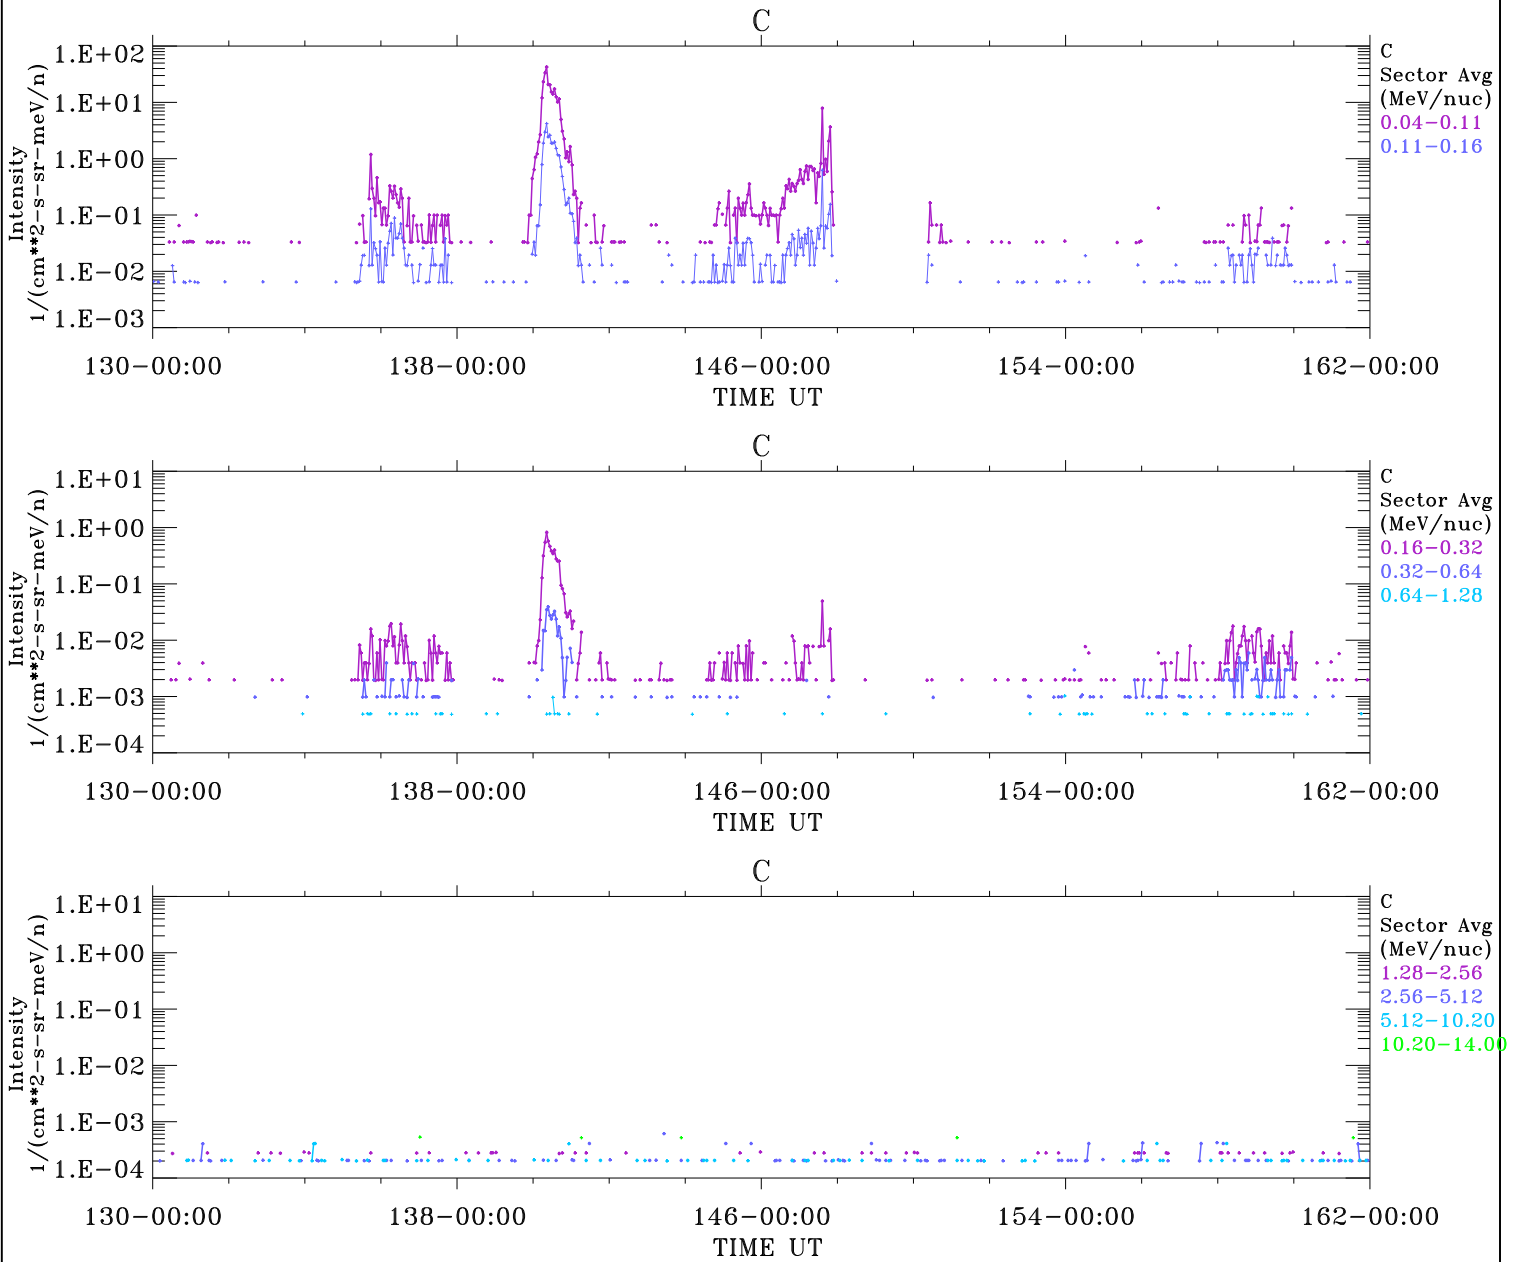 C
1.E+02
1.E+01
1.E+00
1.E-01
1.E-02
1.E-03
Intensity
1/(cm**2-s-sr-meV/n)
130-00:00 138-00:00 146-00:00 154-00:00 162-00:00
TIME UT
C
Sector Avg
(MeV/nuc)
0.04-0.11
0.11-0.16
C
1.E+01
1.E+00
1.E-01
1.E-02
1.E-03
1.E-04
Intensity
1/(cm**2-s-sr-meV/n)
130-00:00 138-00:00 146-00:00 154-00:00 162-00:00
TIME UT
C
Sector Avg
(MeV/nuc)
0.16-0.32
0.32-0.64
0.64-1.28
C
1.E+01
1.E+00
1.E-01
1.E-02
1.E-03
1.E-04
Intensity
1/(cm**2-s-sr-meV/n)
130-00:00 138-00:00 146-00:00 154-00:00 162-00:00
TIME UT
C
Sector Avg
(MeV/nuc)
1.28-2.56
2.56-5.12
5.12-10.20
10.20-14.00